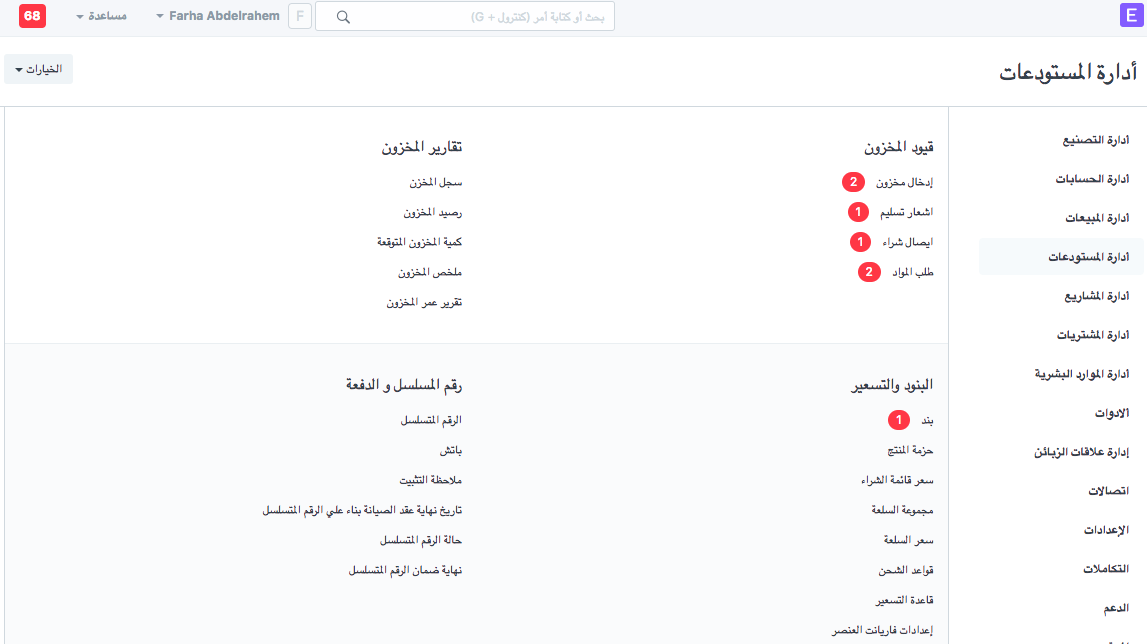 E
بحث أو كتابة أمر (كنترول + G)
F
Farha Abdelrahem
مساعدة
68
أدارة المستودعات
الخيارات
ادارة التصنيع
ادارة الحسابات
ادارة المبيعات
ادارة المستودعات
ادارة المشاريع
ادارة المشتريات
ادارة الموارد البشرية
الادوات
إدارة علاقات الزبائن
اتصالات
الإعدادات
التكاملات
الدعم
قيود المخزون
إدخال مخزون 2
اشعار تسليم 1
ايصال شراء 1
طلب المواد 2
تقارير المخزون
سجل المخزن
رصيد المخزون
كمية المخزون المتوقعة
ملخص المخزون
تقرير عمر المخزون
البنود والتسعير
بند 1
حزمة المنتج
سعر قائمة الشراء
مجموعة السلعة
سعر السلعة
قواعد الشحن
قاعدة التسعير
إعدادات فاريانت العنصر
رقم المسلسل و الدفعة
الرقم المتسلسل
باتش
ملاحظة التثبيت
تاريخ نهاية عقد الصيانة بناء علي الرقم المتسلسل
حالة الرقم المتسلسل
نهاية ضمان الرقم المتسلسل